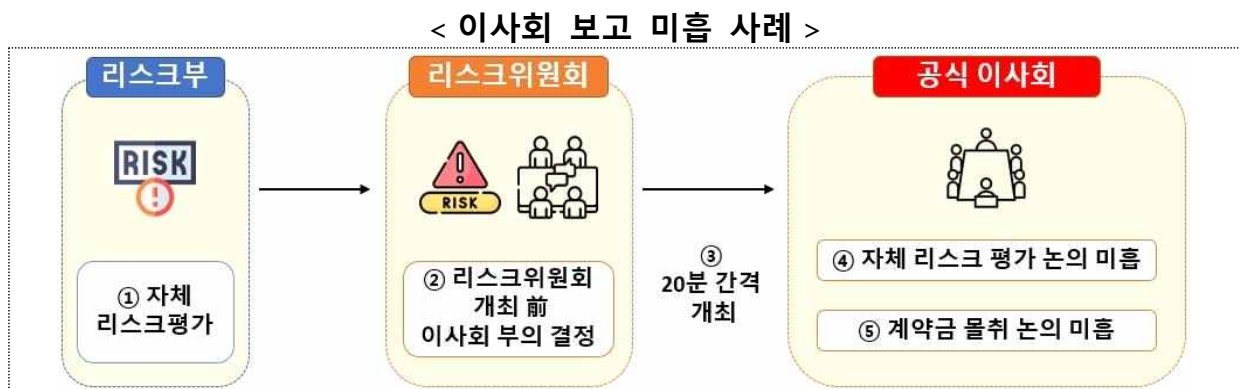 < 이사회 보고 미흡 사례 >
리스크부
RISK
① 자체
리스크평가
리스크위원회
RISK
② 리스크위원회
개최 前
이사회 부의 결정
③
20분 간격
개최
공식 이사회
④ 자체 리스크 평가 논의 미흡
⑤ 계약금 몰취 논의 미흡